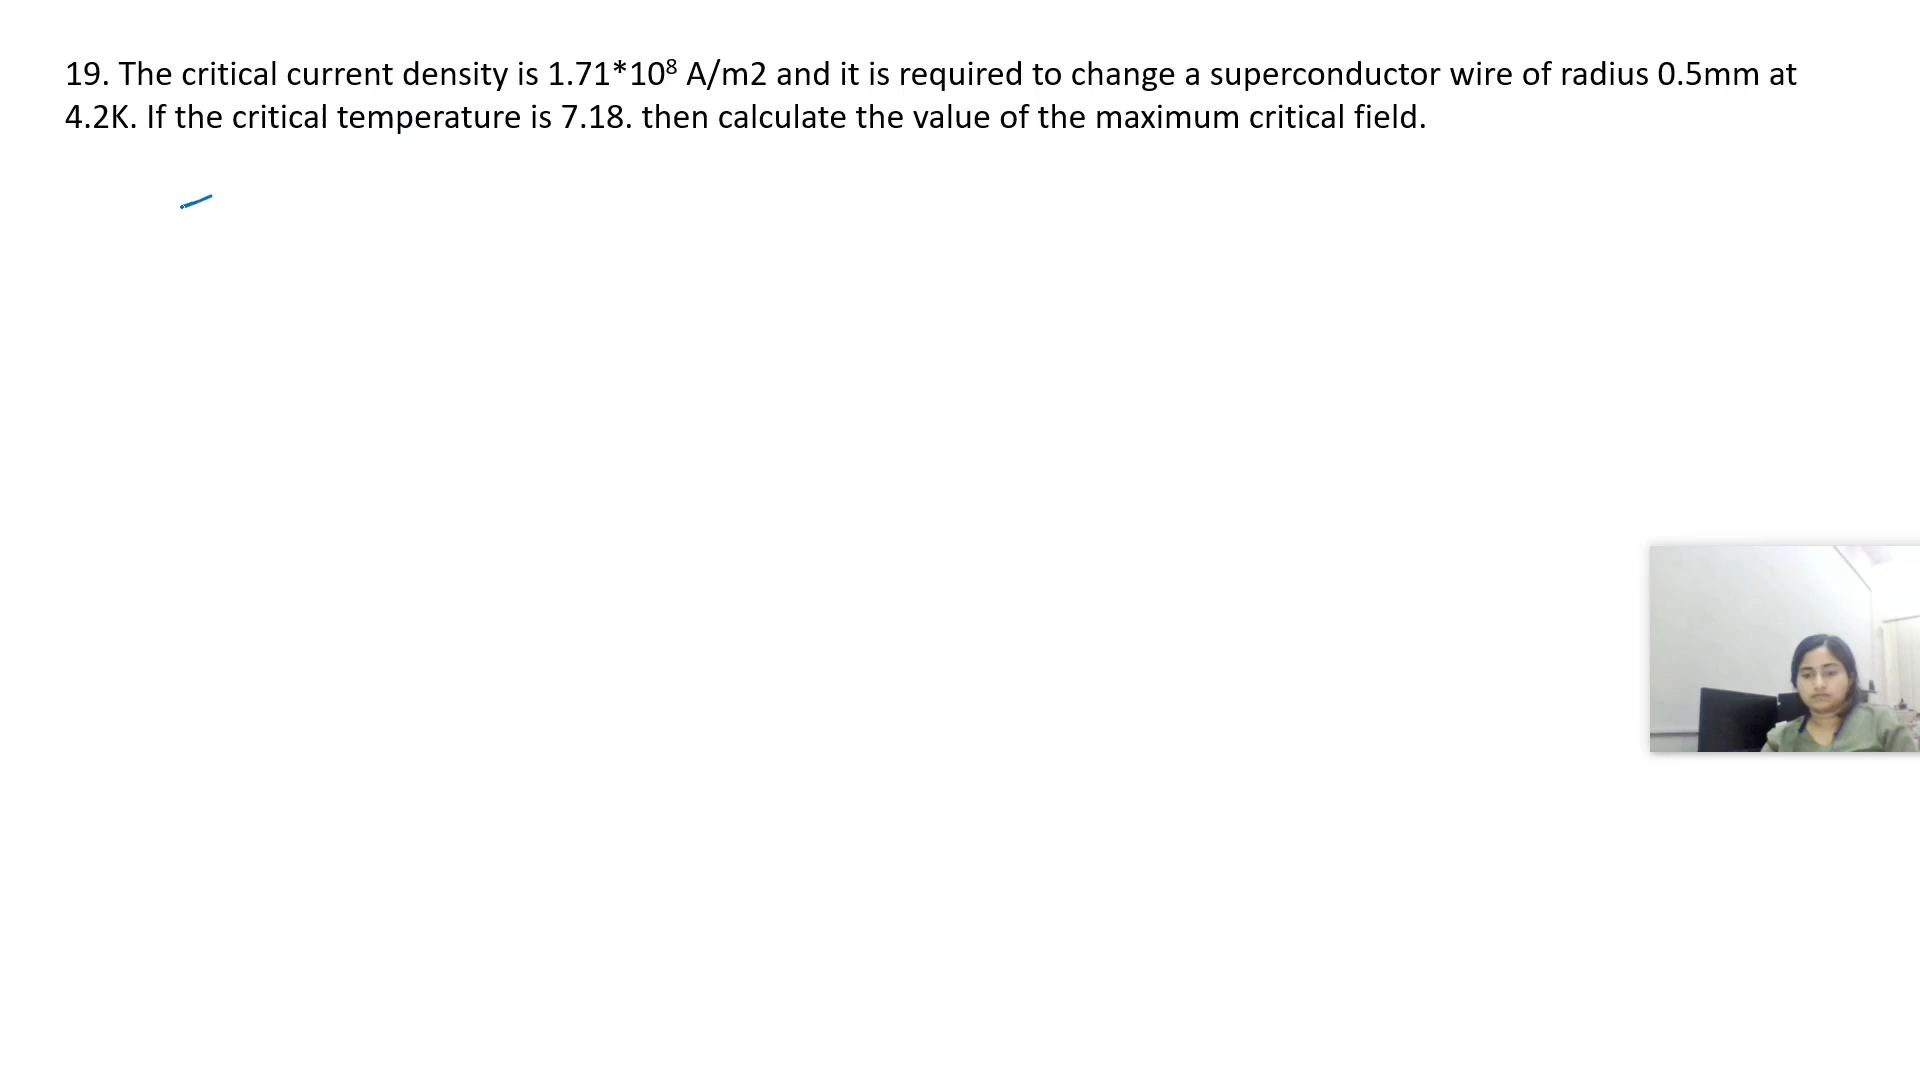 19. The critical current density is 1.71*10⁸ A/m2 and it is required to change a superconductor wire of radius 0.5mm at
4.2K. If the critical temperature is 7.18. then calculate the value of the maximum critical field.